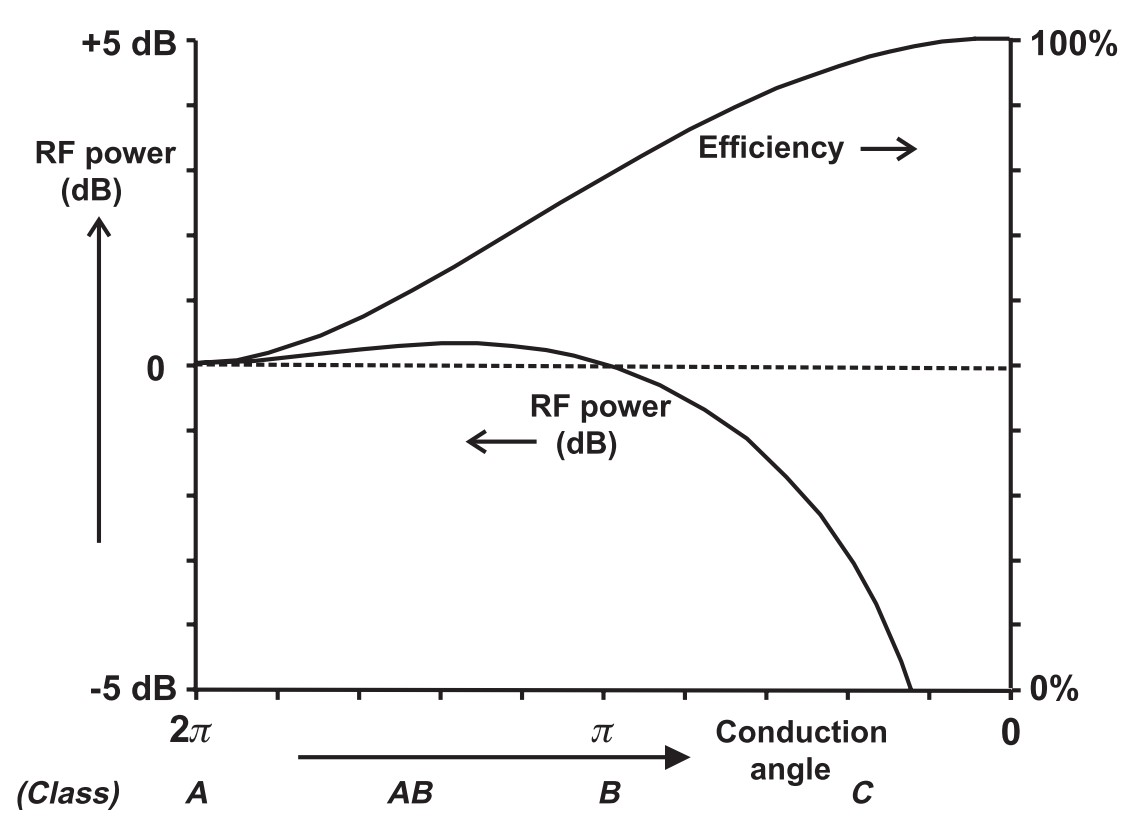 +5 dB
100%
RF power
(dB)
Efficiency
0
RF power
(dB)
-5 dB
0%
2π
π
Conduction
angle
0
(Class)
A
AB
B
C